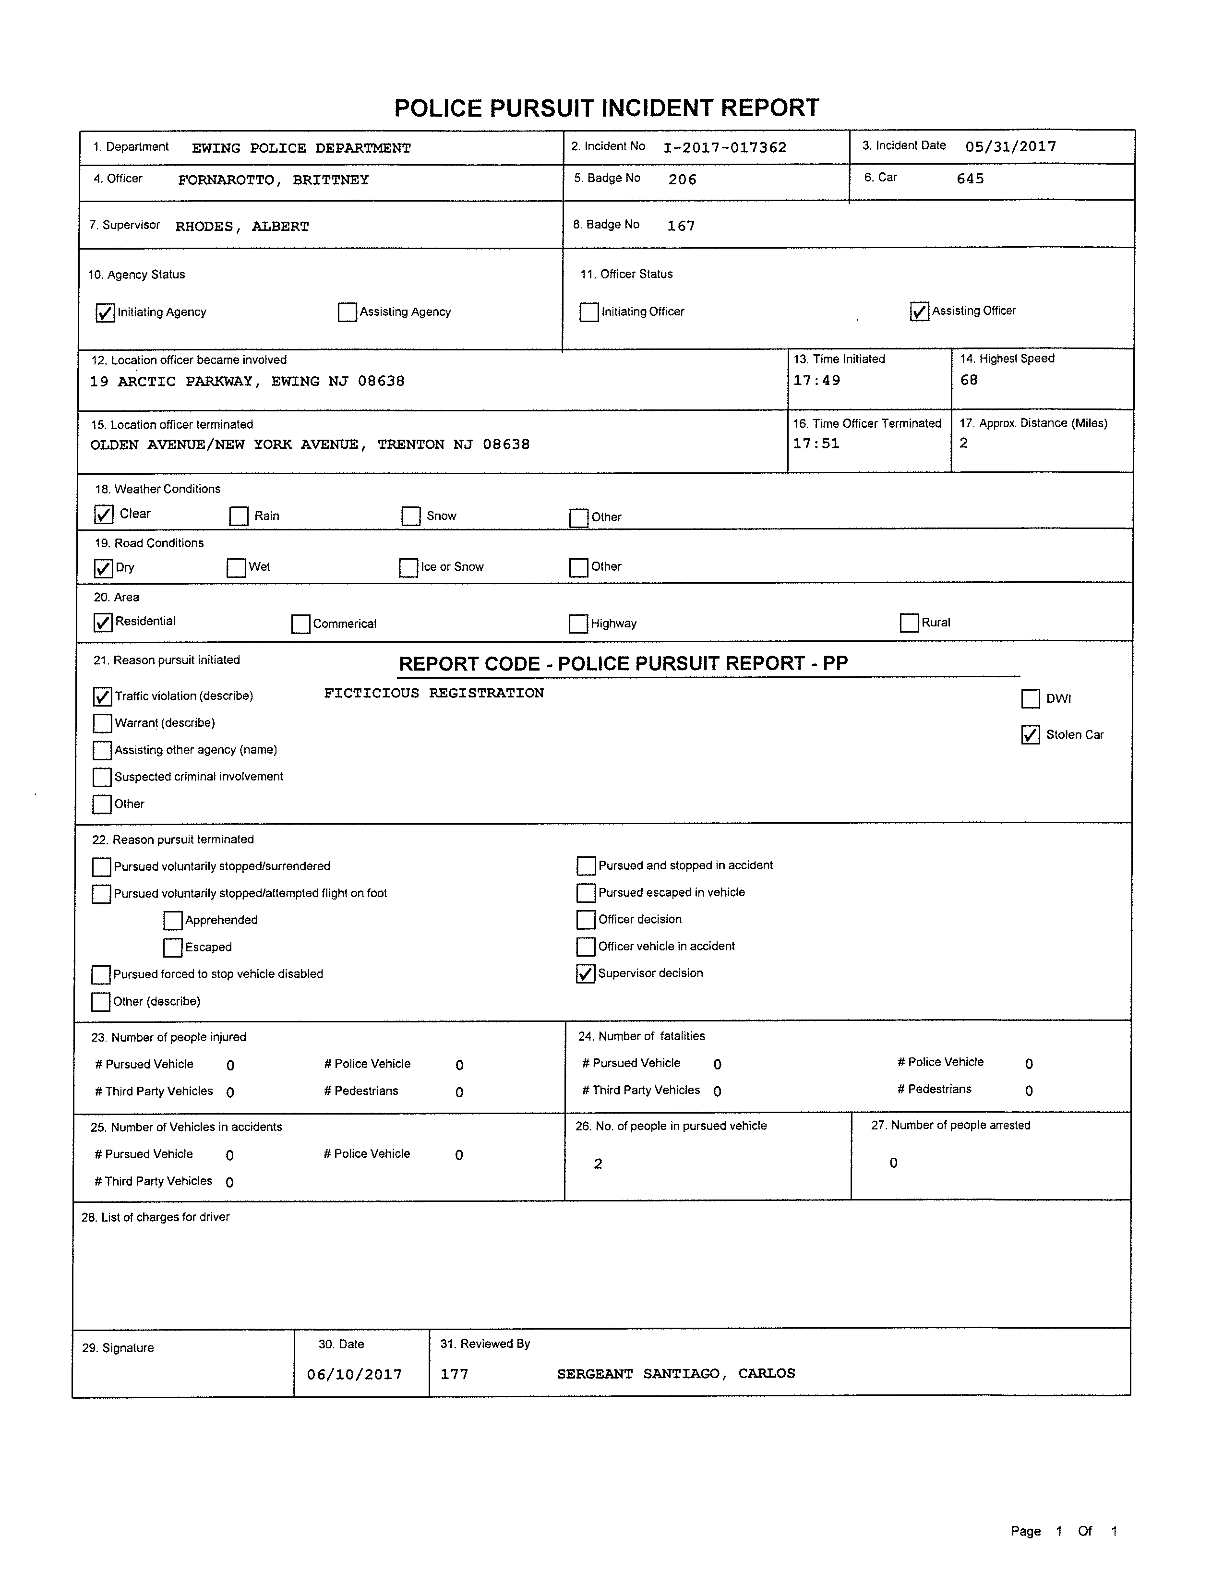 POLICE PURSUIT INCIDENT REPORT
1. Department EWING POLICE DEPARTMENT 2. Incident No I-2017-017362 3. Incident Date 05/31/2017
4. Officer FORNAROTTO, BRITTNEY 5. Badge No 206 6. Car 645
7. Supervisor RHODES, ALBERT 8. Badge No 167
10. Agency Status 11. Officer Status
Initiating Agency Assisting Agency Initiating Officer Assisting Officer
12. Location officer became involved 13. Time Initiated 14. Highest Speed
19 ARCTIC PARKWAY, EWING NJ 08638 17:49 68
15. Location officer terminated 16. Time Officer Terminated 17. Approx. Distance (Miles)
OLDEN AVENUE/NEW YORK AVENUE, TRENTON NJ 08638 17:51 2
18. Weather Conditions
Clear Rain Snow Other
19. Road Conditions
Dry Wet Ice or Snow Other
20. Area
Residential Commerical Highway Rural
21. Reason pursuit initiated REPORT CODE - POLICE PURSUIT REPORT - PP
Traffic violation (describe) FICTICIOUS REGISTRATION DWI
Warrant (describe)
Stolen Car
Assisting other agency (name)
Suspected criminal involvement
Other
22. Reason pursuit terminated
Pursued voluntarily stopped/surrendered Pursued and stopped in accident
Pursued voluntarily stopped/attempted flight on foot Pursued escaped in vehicle
Apprehended Officer decision
Escaped Officer vehicle in accident
Pursued forced to stop vehicle disabled Supervisor decision
Other (describe)
23. Number of people injured 24. Number of fatalities
# Pursued Vehicle 0 # Police Vehicle 0 # Pursued Vehicle 0 # Police Vehicle 0
# Third Party Vehicles 0 # Pedestrians 0 # Third Party Vehicles 0 # Pedestrians 0
25. Number of Vehicles in accidents 26. No. of people in pursued vehicle 27. Number of people arrested
# Pursued Vehicle 0 # Police Vehicle 0 2 0
# Third Party Vehicles 0
28. List of charges for driver
29. Signature 30. Date 31. Reviewed By
06/10/2017 177 SERGEANT SANTIAGO, CARLOS
Page 1 Of 1